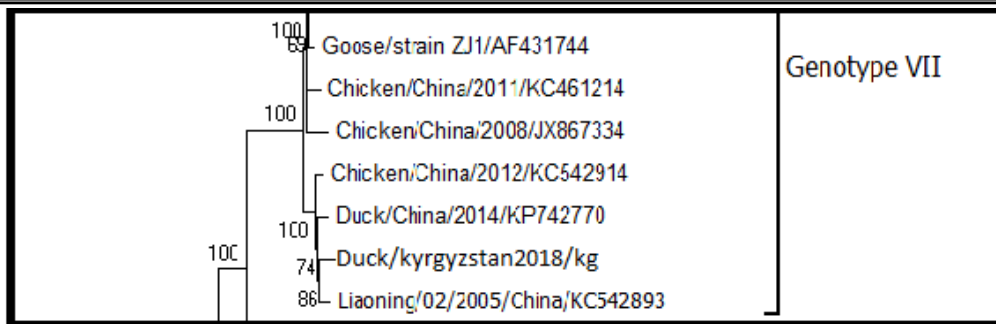 100
69
Goose/strain ZJ1/AF431744
Genotype VII
Chicken/China/2011/KC461214
100
Chicken/China/2008/JX867334
Chicken/China/2012/KC542914
Duck/China/2014/KP742770
100
100
Duck/kyrgyzstan2018/kg
74
86
Liaoning/02/2005/China/KC542893